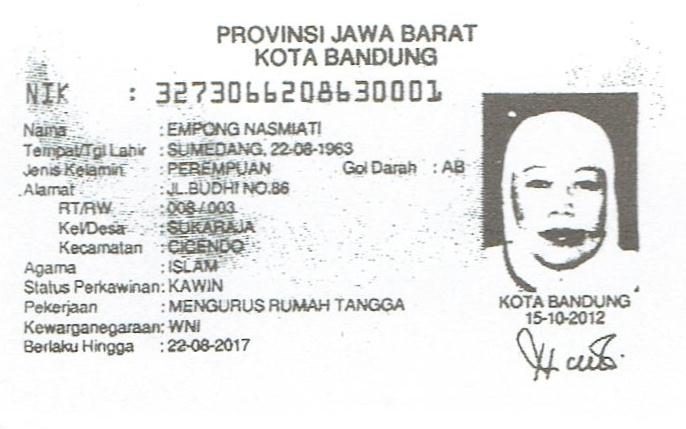 PROVINSI JAWA BARAT
KOTA BANDUNG
NIK : 3273066208630001
Nama : EMPONG NASMIATI
Tempat/Tgl Lahir : SUMEDANG, 22-08-1963
Jenis Kelamin : PEREMPUAN Gol Darah : AB
Alamat : JL.BUDHI NO.86
RT/RW : 008 / 003
Kel/Desa : SUKARAJA
Kecamatan : CICENDO
Agama : ISLAM
Status Perkawinan: KAWIN
Pekerjaan : MENGURUS RUMAH TANGGA
Kewarganegaraan: WNI
Berlaku Hingga : 22-08-2017
KOTA BANDUNG
15-10-2012